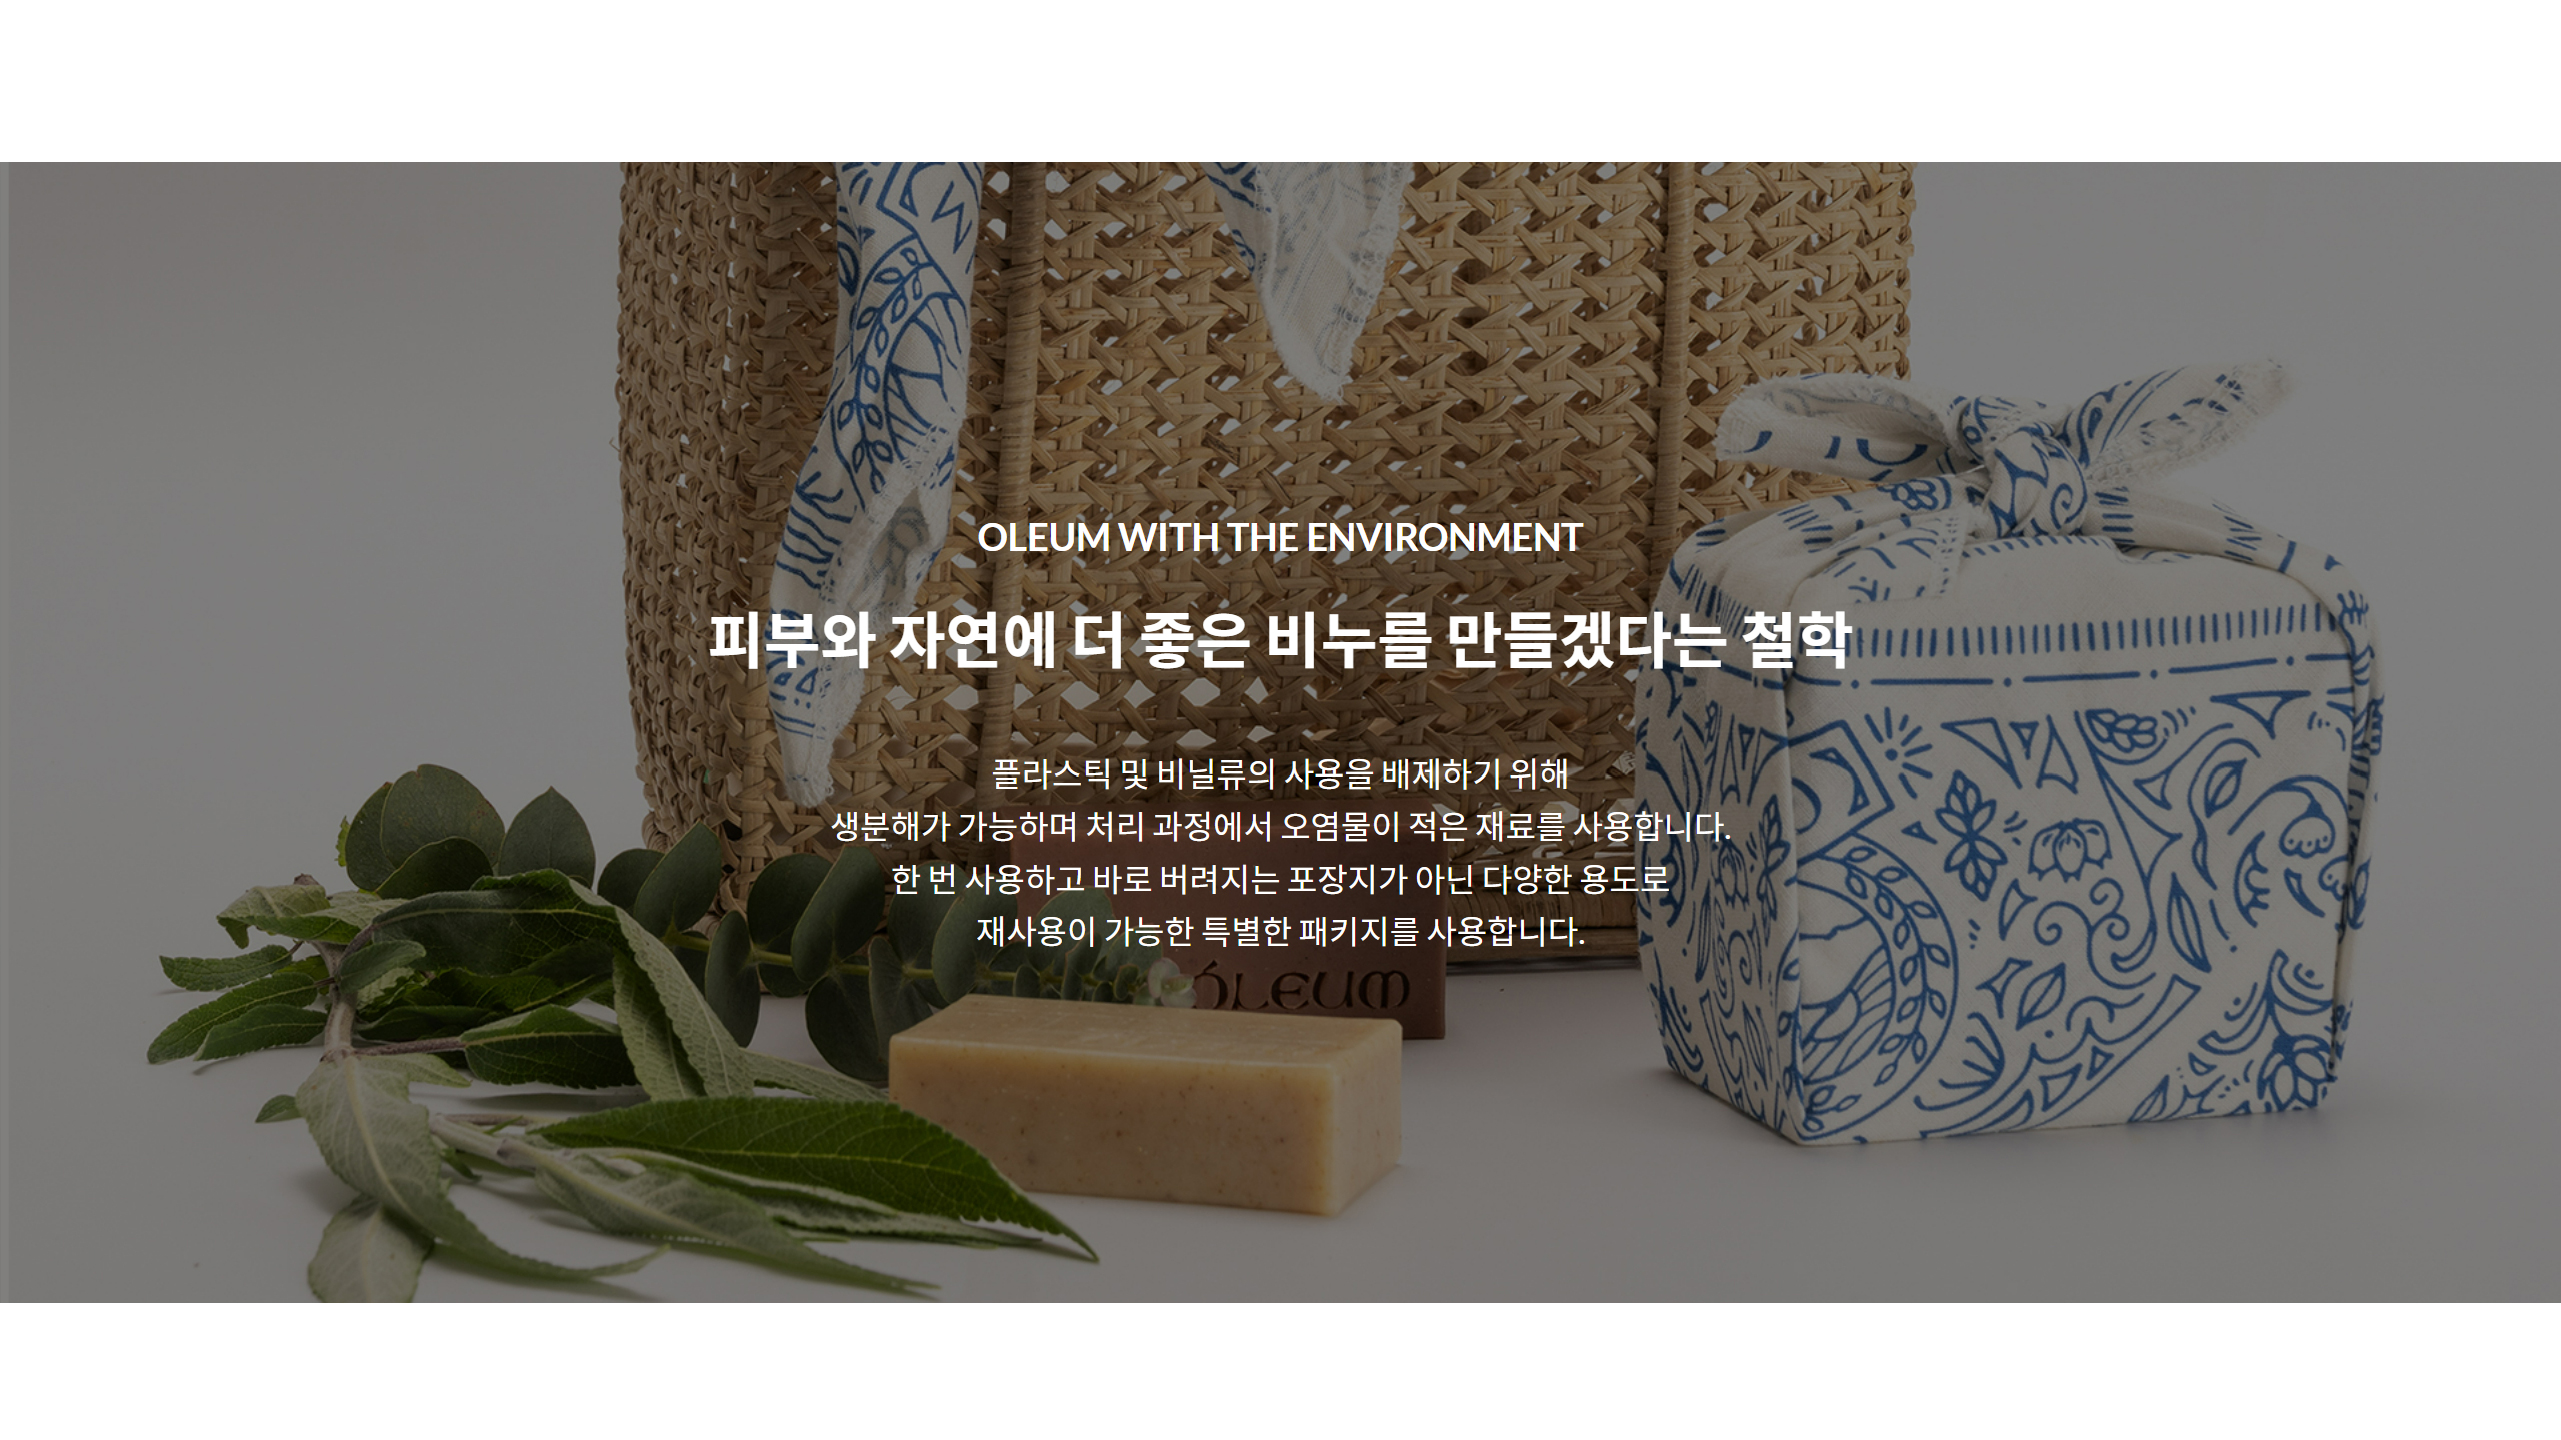 OLEUM WITH THE ENVIRONMENT
피부와 자연에 더 좋은 비누를 만들겠다는 철학
플라스틱 및 비닐류의 사용을 배제하기 위해
생분해가 가능하며 처리 과정에서 오염물이 적은 재료를 사용합니다.
한 번 사용하고 바로 버려지는 포장지가 아닌 다양한 용도로
재사용이 가능한 특별한 패키지를 사용합니다.
ÓLEUM